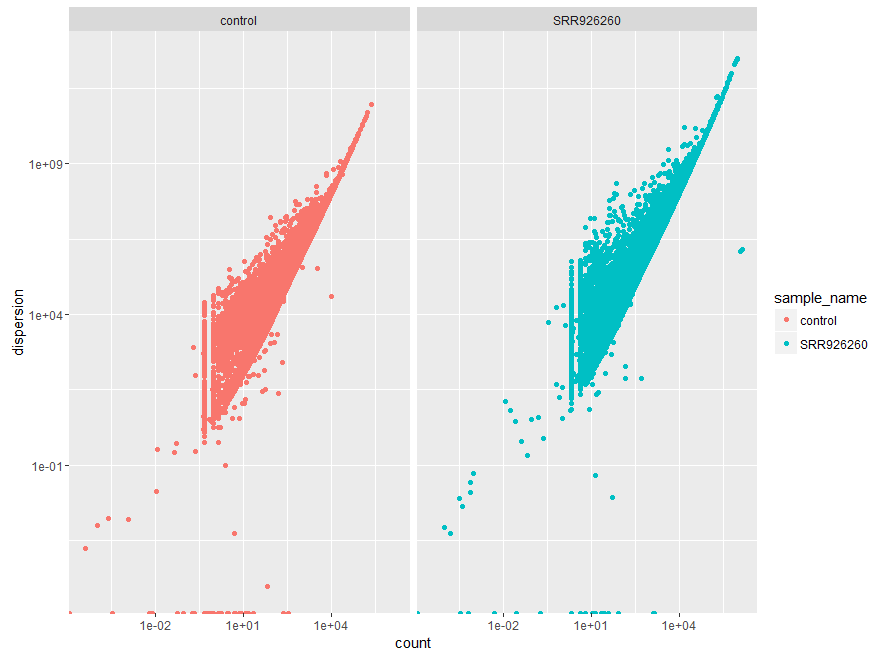 control
SRR926260
dispersion
1e+09
1e+04
1e-01
1e-02
1e+01
1e+04
1e-02
1e+01
1e+04
count
sample_name
control
SRR926260